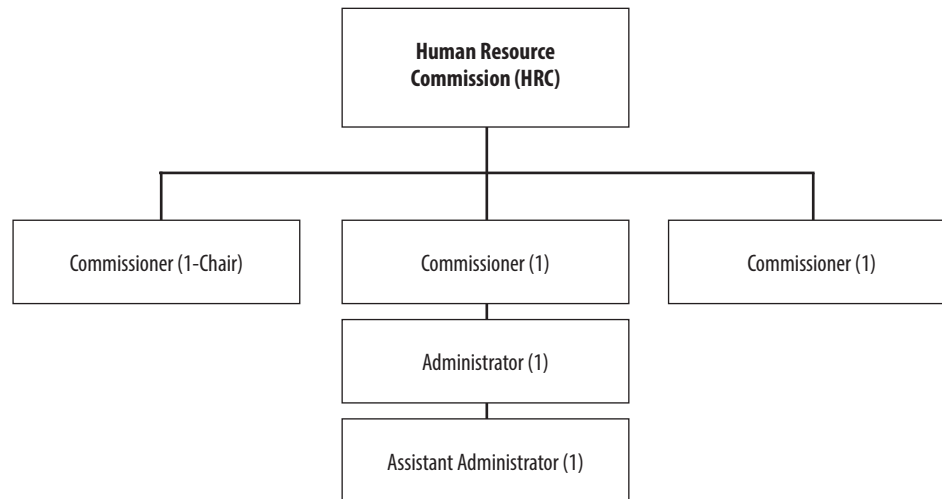 Human Resource
Commission (HRC)
Commissioner (1-Chair)
Commissioner (1)
Commissioner (1)
Administrator (1)
Assistant Administrator (1)